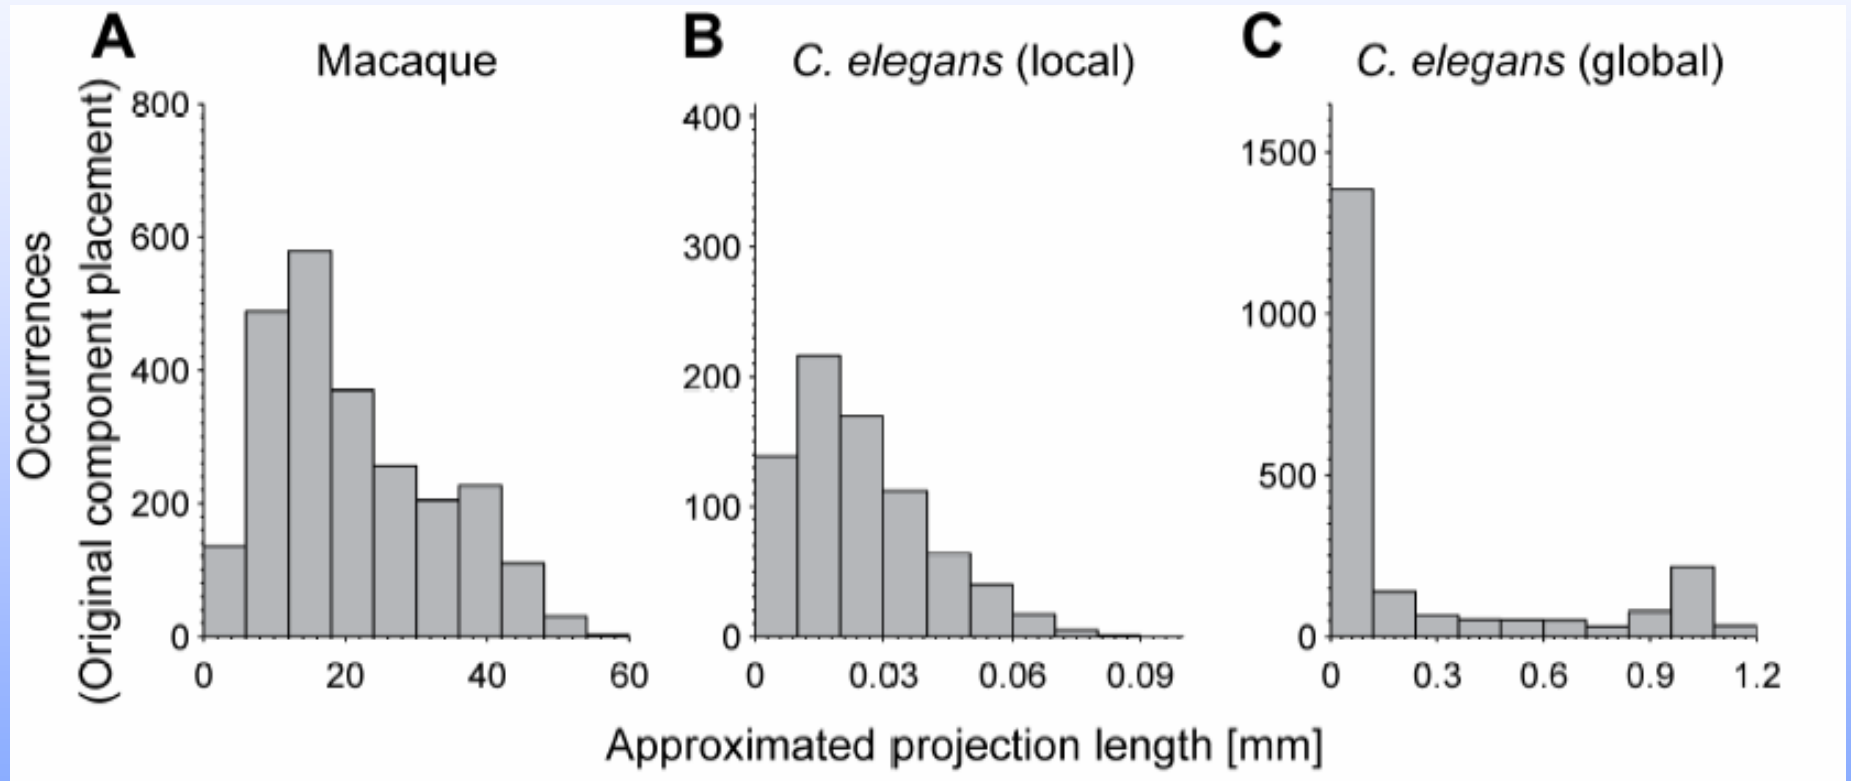 A
Macaque
B
C. elegans (local)
C
C. elegans (global)
Occurrences
(Original component placement)
800
600
400
200
0
0 20 40 60
400
300
200
100
0
0 0.03 0.06 0.09
1500
1000
500
0
0 0.3 0.6 0.9 1.2
Approximated projection length [mm]